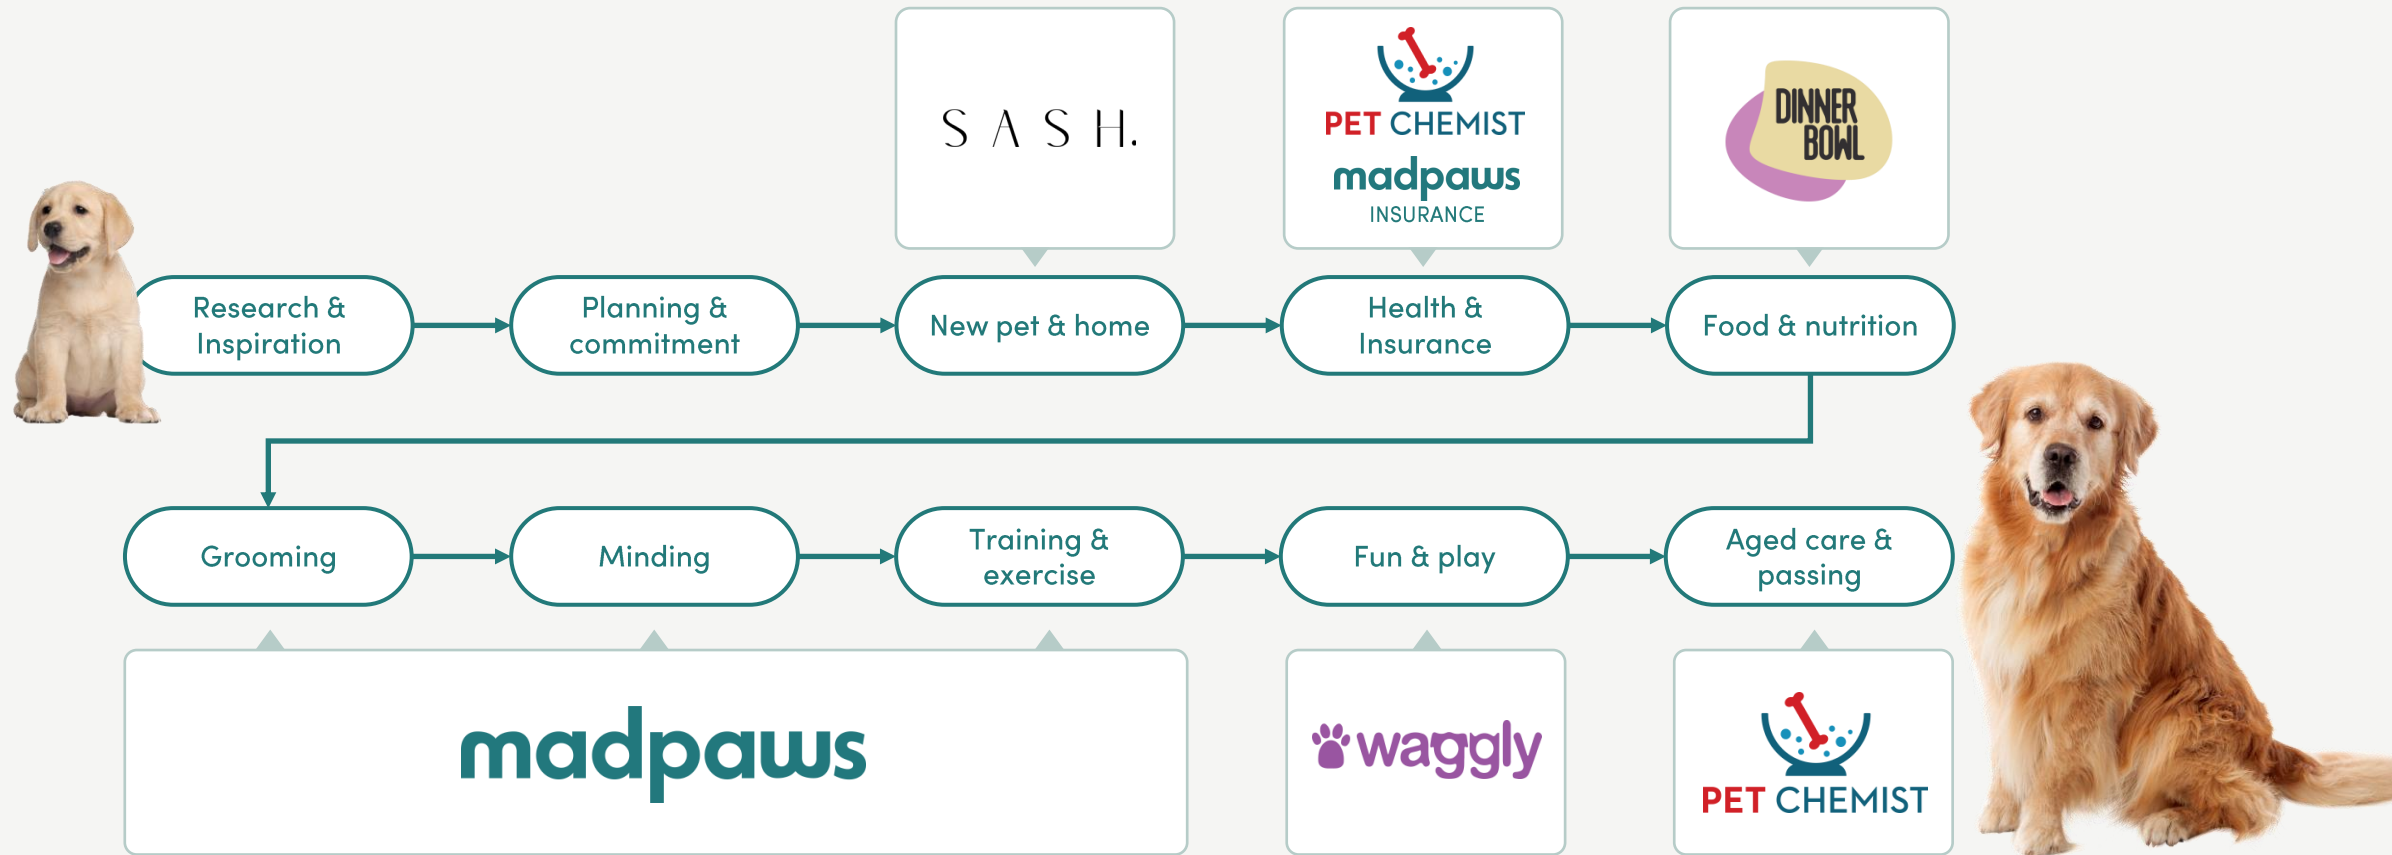 SASH.
PET CHEMIST
madpaws
INSURANCE
DINNER
BOWL
Research &
Inspiration
Planning &
commitment
New pet & home
Health &
Insurance
Food & nutrition
Grooming
Minding
Training &
exercise
Fun & play
Aged care &
passing
madpaws
waggly
PET CHEMIST